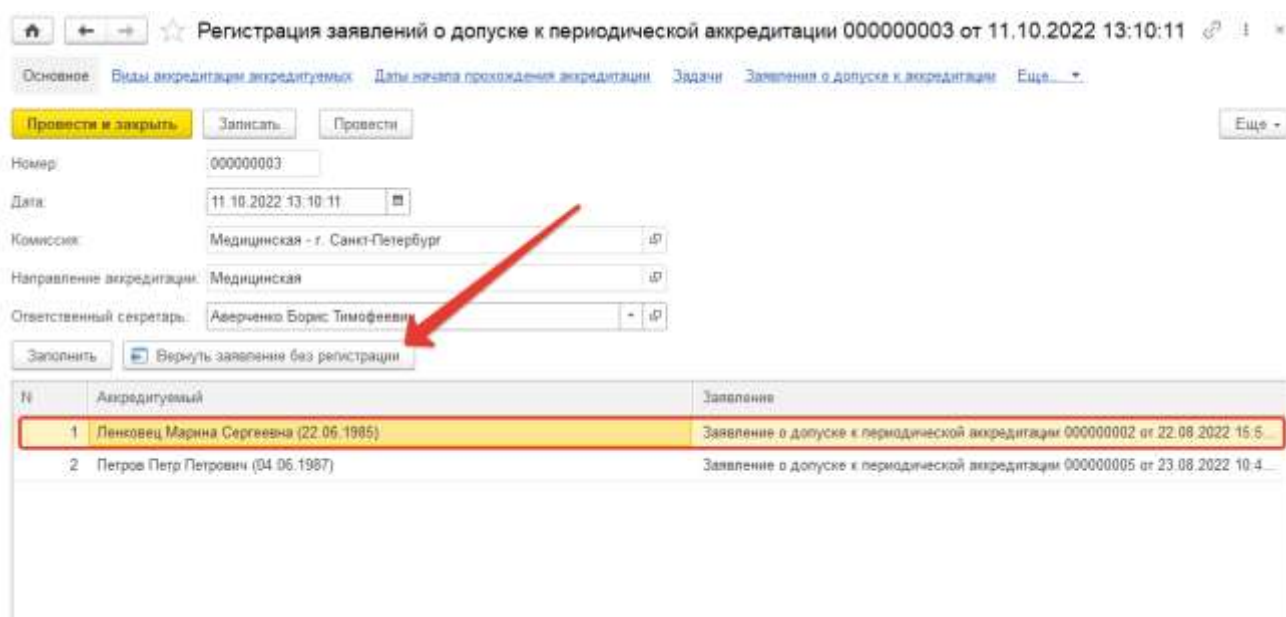 Регистрация заявлений о допуске к периодической аккредитации 000000003 от 11.10.2022 13:10:11
Основное Виды аккредитации аккредитуемых Даты начала прохождения аккредитации Задачи Заявления о допуске к аккредитации Еще...
Провести и закрыть Записать Провести Еще
Номер: 000000003
Дата: 11.10.2022 13:10:11
Комиссия: Медицинская - г. Санкт-Петербург
Направление аккредитации: Медицинская
Ответственный секретарь: Аверченко Борис Тимофеевич
Заполнить Вернуть заявление без регистрации
N Аккредитуемый Заявление
1 Ленковец Марина Сергеевна (22.06.1985) Заявление о допуске к периодической аккредитации 000000002 от 22.08.2022 15:5...
2 Петров Петр Петрович (04.06.1987) Заявление о допуске к периодической аккредитации 000000005 от 23.08.2022 10:4...